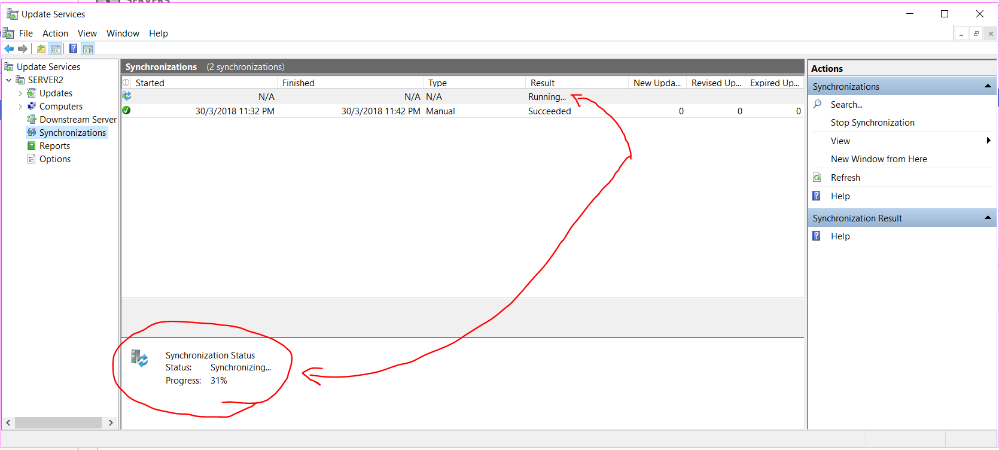 Update Services
File Action View Window Help
Update Services
SERVER2
Updates
Computers
Downstream Server
Synchronizations
Reports
Options
Synchronizations (2 synchronizations)
Started Finished Type Result New Upda... Revised Up... Expired Up...
N/A N/A N/A Running...
30/3/2018 11:32 PM 30/3/2018 11:42 PM Manual Succeeded 0 0 0
Synchronization Status
Status: Synchronizing...
Progress: 31%
Actions
Synchronizations
Search...
Stop Synchronization
View
New Window from Here
Refresh
Help
Synchronization Result
Help